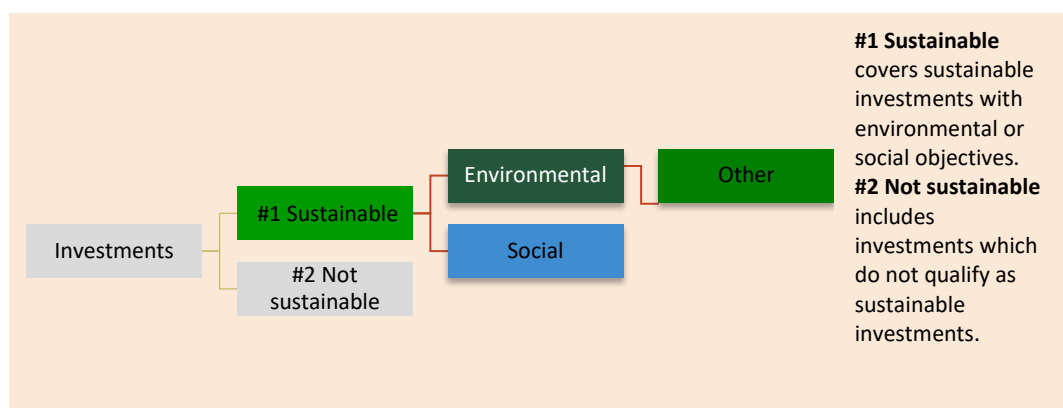 Investments
#1 Sustainable
#2 Not
sustainable
Environmental
Social
Other
#1 Sustainable
covers sustainable
investments with
environmental or
social objectives.
#2 Not sustainable
includes
investments which
do not qualify as
sustainable
investments.